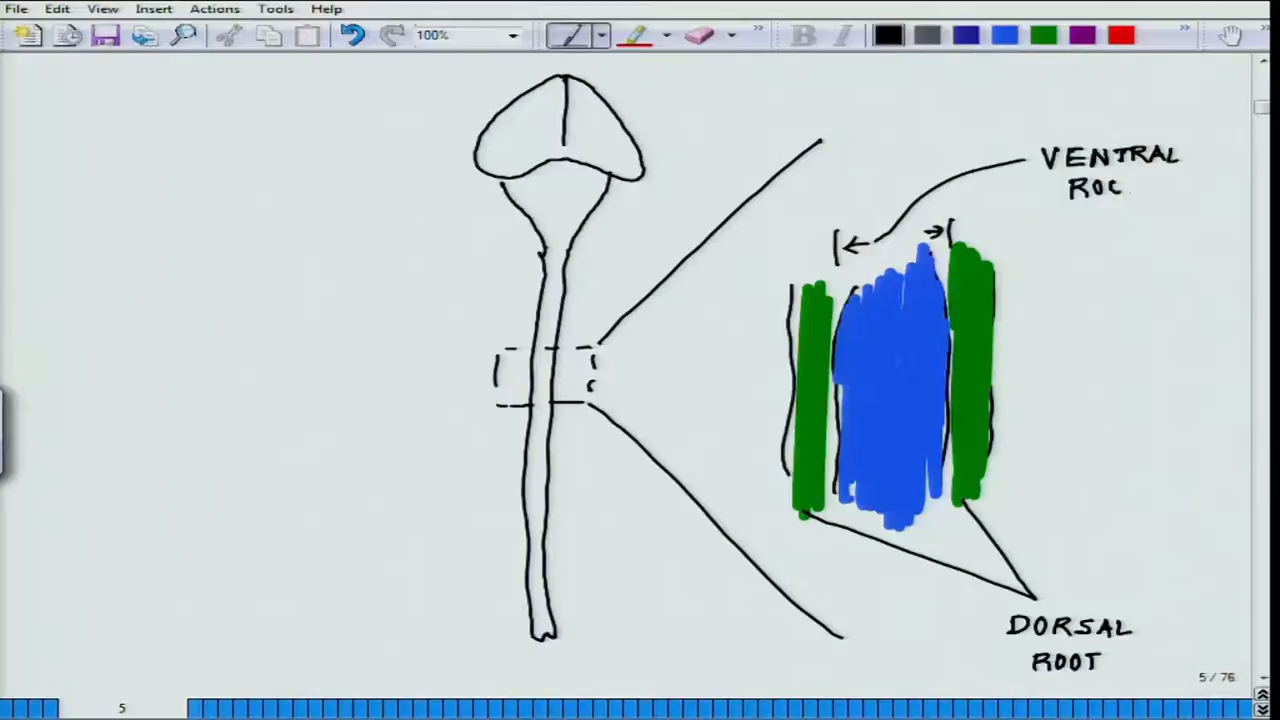 File Edit View Insert Actions Tools Help
100%
VENTRAL
ROC
DORSAL
ROOT
5 / 76
5